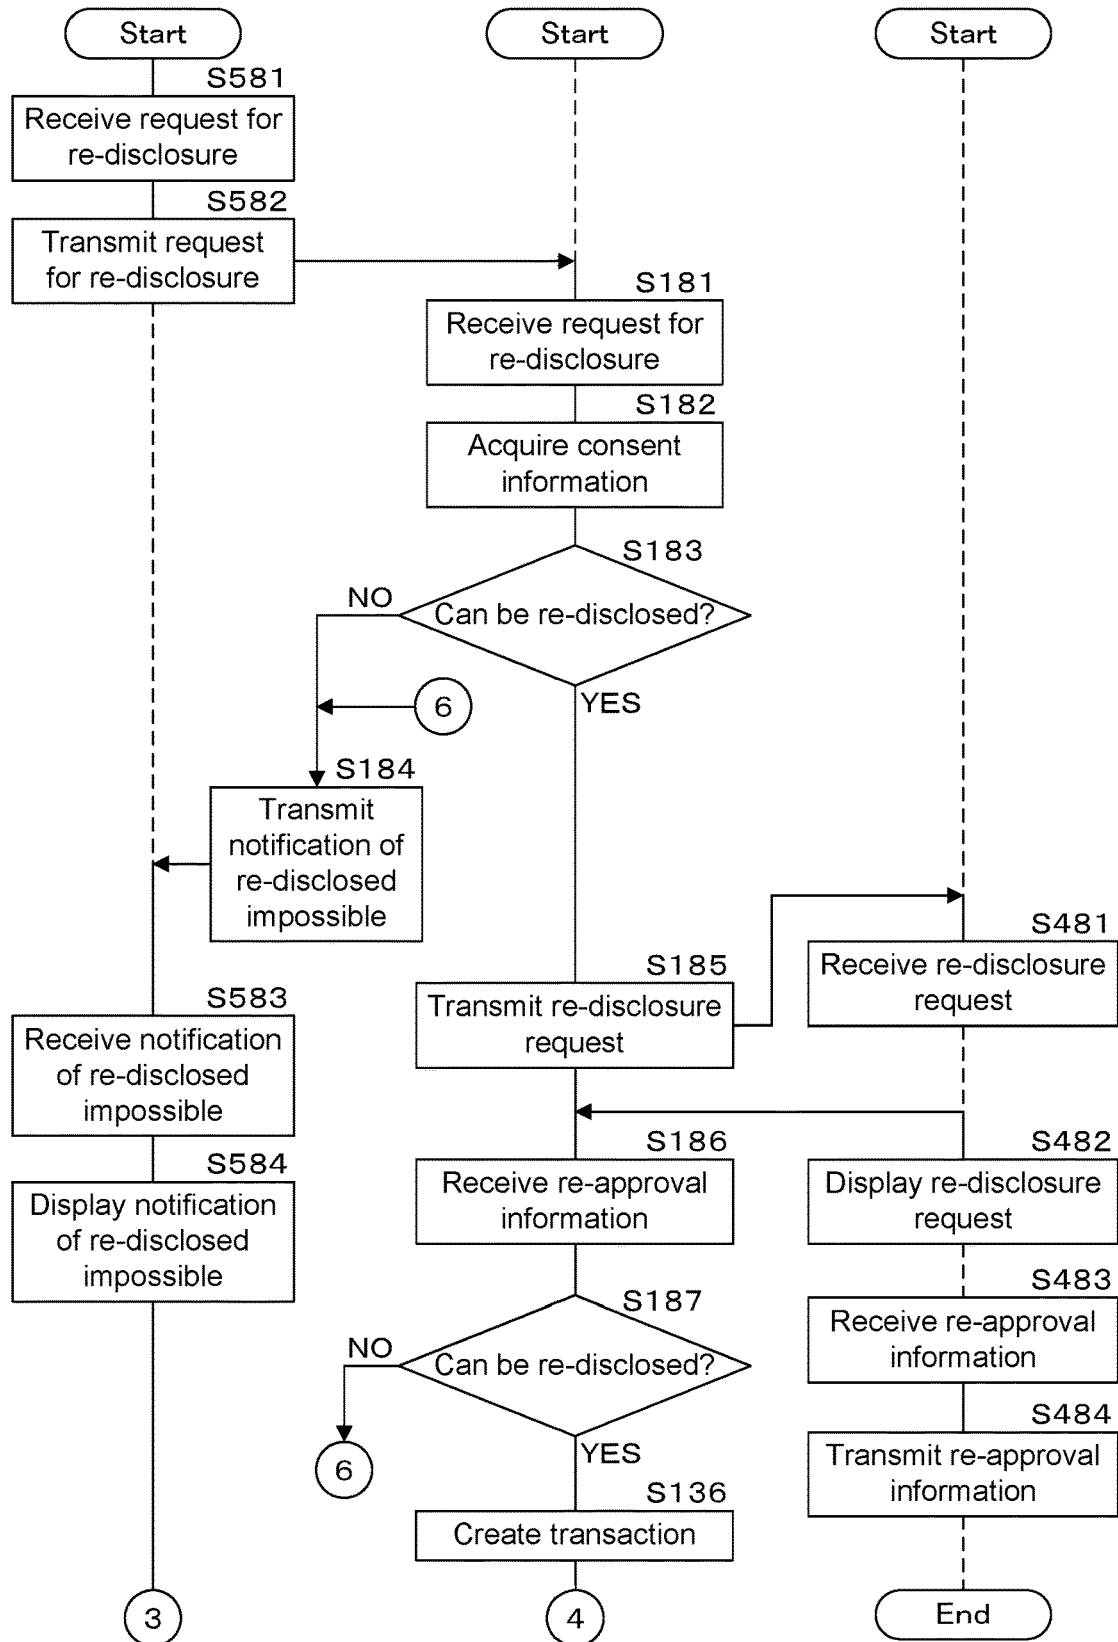 Start
Start
Start
S581
Receive request for
re-disclosure
S582
Transmit request
for re-disclosure
S181
Receive request for
re-disclosure
S182
Acquire consent
information
S183
NO
Can be re-disclosed?
YES
6
S184
Transmit
notification of
re-disclosed
impossible
S481
Receive re-disclosure
request
S185
Transmit re-disclosure
request
S583
Receive notification
of re-disclosed
impossible
S186
Receive re-approval
information
S482
Display re-disclosure
request
S584
Display notification
of re-disclosed
impossible
S483
Receive re-approval
information
S187
NO
Can be re-disclosed?
YES
6
S484
Transmit re-approval
information
S136
Create transaction
3
4
End